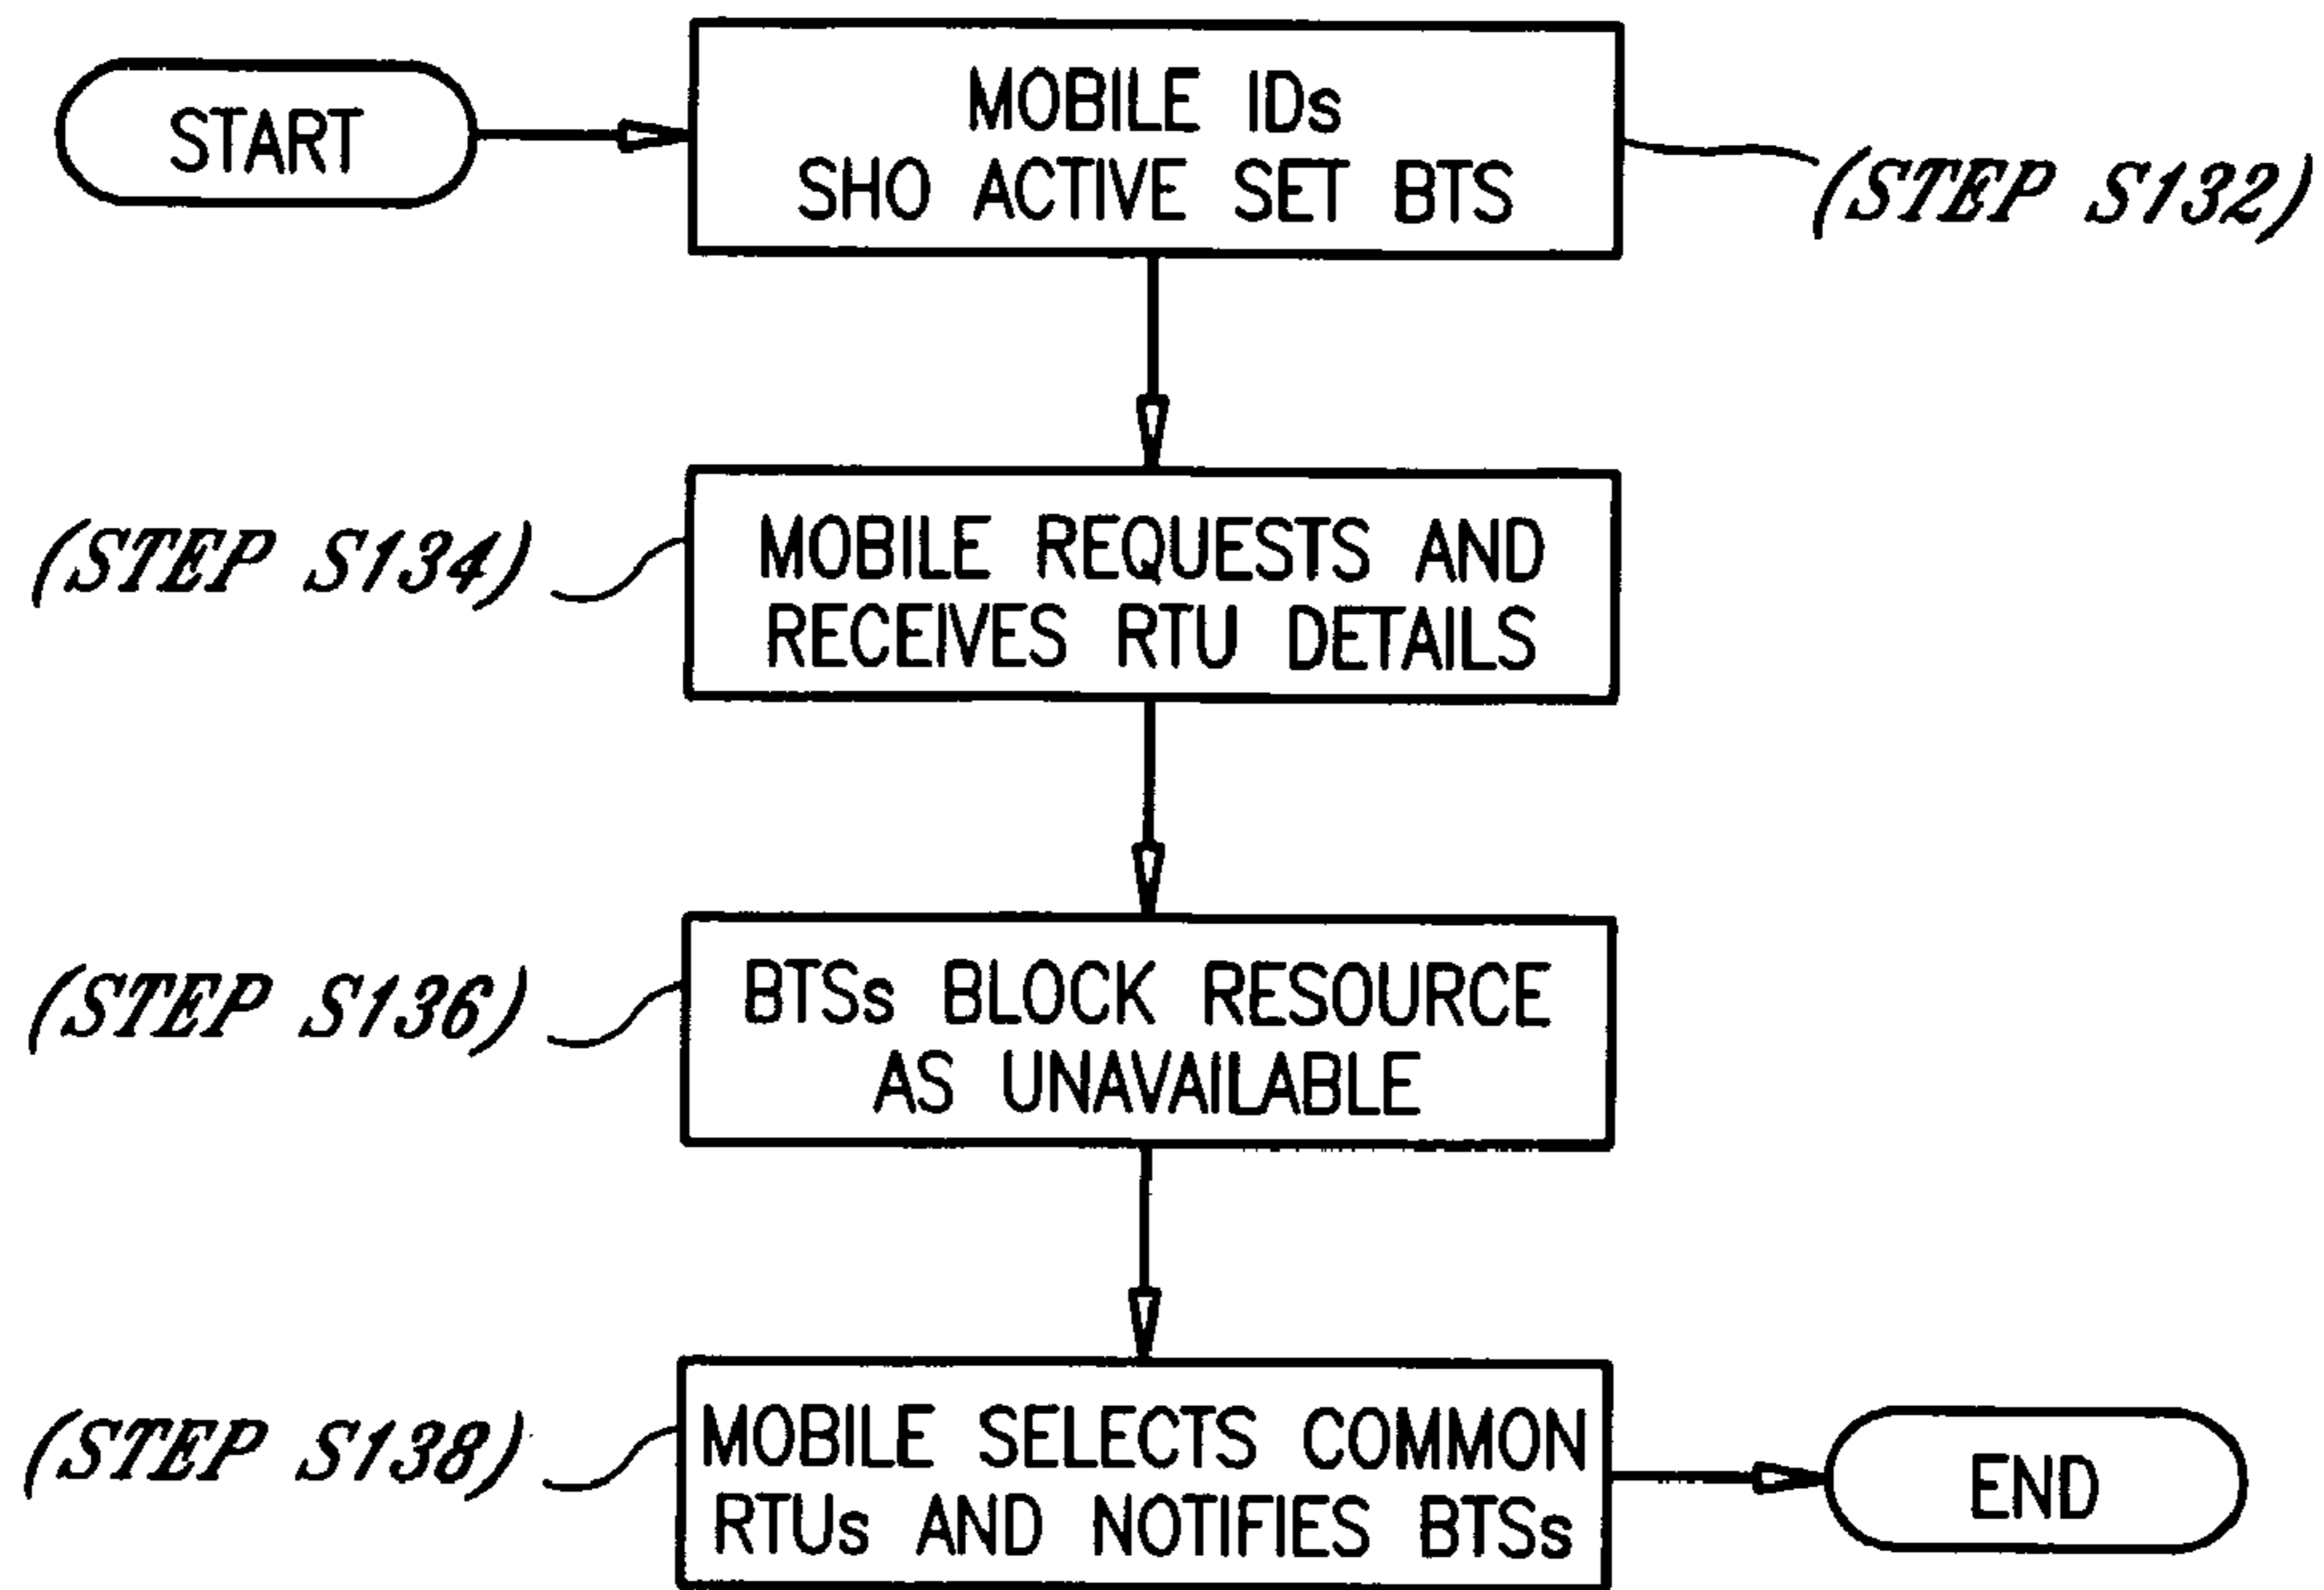 START
MOBILE IDs
SHO ACTIVE SET BTS
(STEP S132)
(STEP S134)
MOBILE REQUESTS AND
RECEIVES RTU DETAILS
(STEP S136)
BTSs BLOCK RESOURCE
AS UNAVAILABLE
(STEP S138)
MOBILE SELECTS COMMON
RTUs AND NOTIFIES BTSs
END